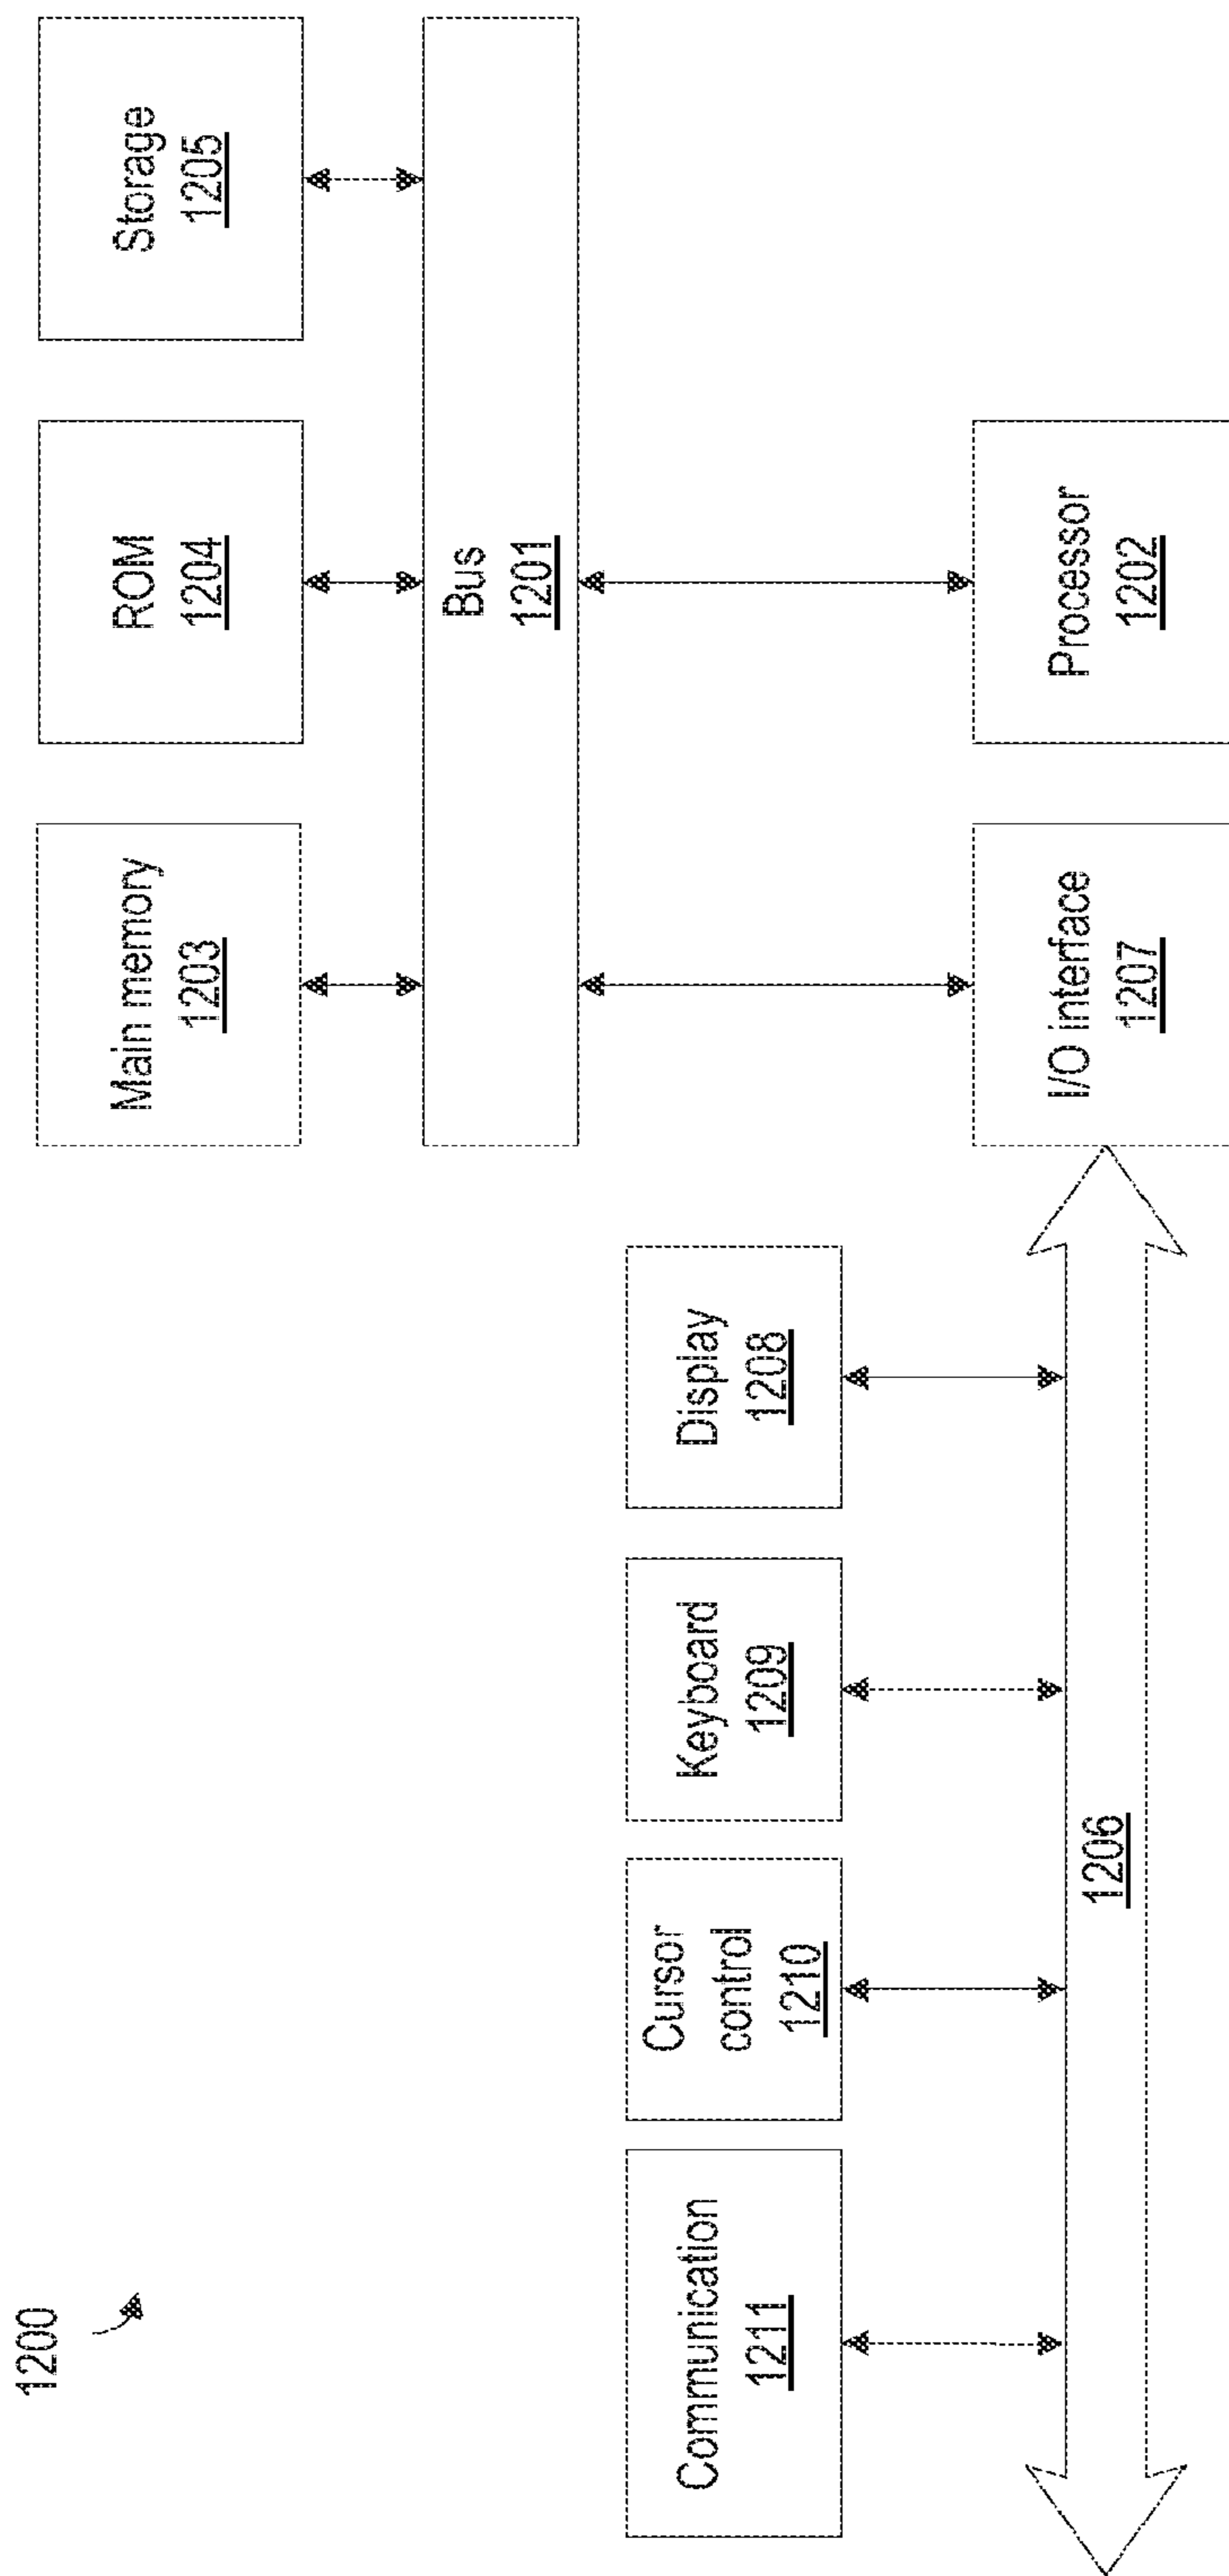 1200
Main memory
1203
ROM
1204
Storage
1205
Bus
1201
Communication
1211
Cursor
control
1210
Keyboard
1209
Display
1208
I/O interface
1207
Processor
1202
1206